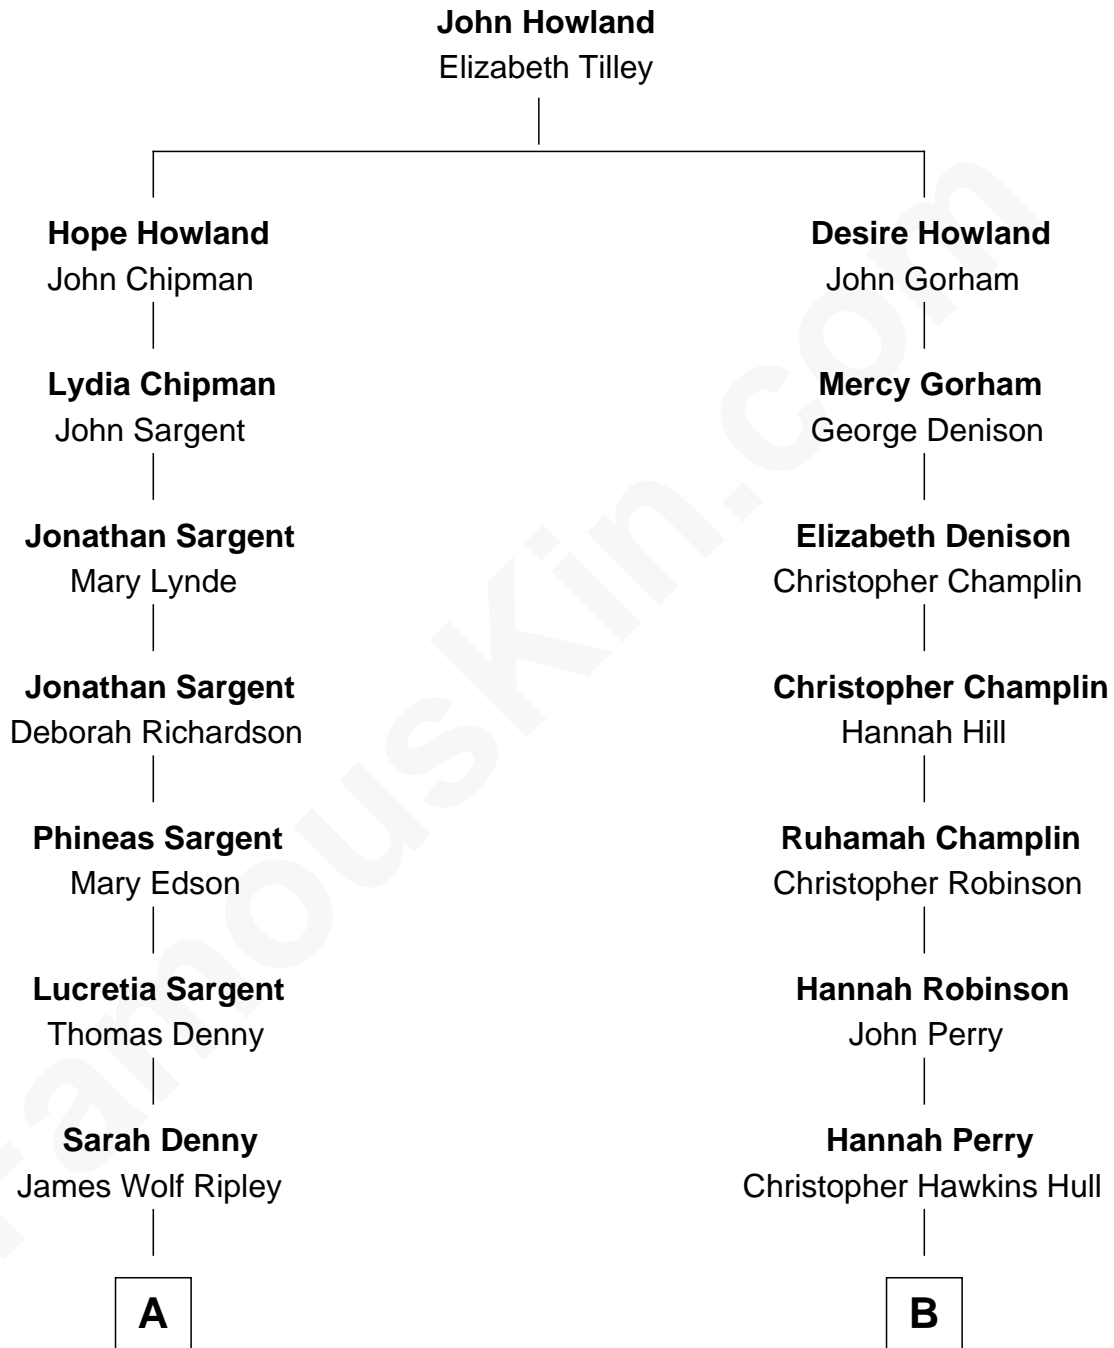 John Howland
Elizabeth Tilley
Hope Howland
John Chipman
Desire Howland
John Gorham
Lydia Chipman
John Sargent
Mercy Gorham
George Denison
Jonathan Sargent
Mary Lynde
Elizabeth Denison
Christopher Champlin
Jonathan Sargent
Deborah Richardson
Christopher Champlin
Hannah Hill
Phineas Sargent
Mary Edson
Ruhamah Champlin
Christopher Robinson
Lucretia Sargent
Thomas Denny
Hannah Robinson
John Perry
Sarah Denny
James Wolf Ripley
Hannah Perry
Christopher Hawkins Hull
A
B
FamousKin.com